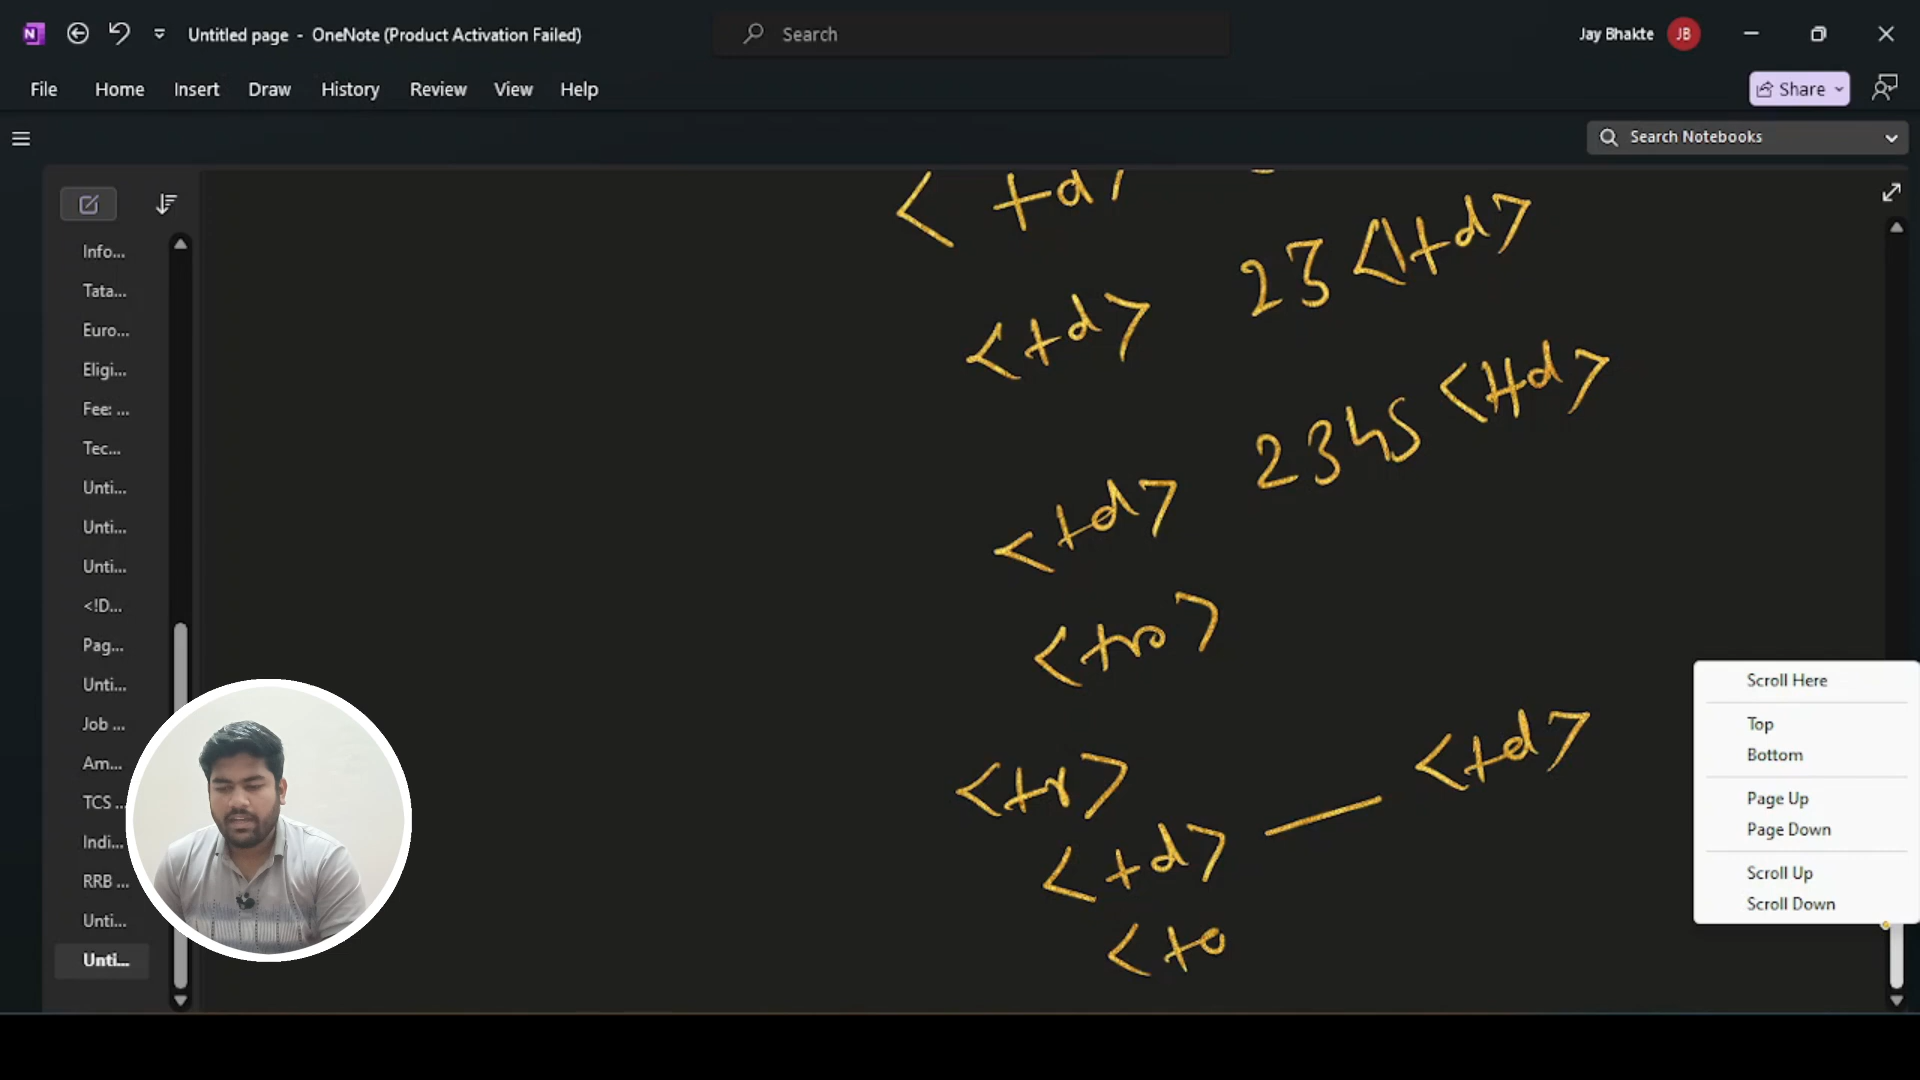 Untitled page - OneNote (Product Activation Failed)
Search
Jay Bhakte
JB
File Home Insert Draw History Review View Help
Share
Search Notebooks
Info...
Tata...
Euro...
Eligi...
Fee: ...
Tec...
Unti...
Unti...
Unti...
<!D...
Pag...
Unti...
Job ...
Am...
TCS ...
Indi...
RRB ...
Unti...
Unti...
<td>
<td> 23 <\td>
2345 <td>
<td>
<tr>
<tr>
<td> — <td>
Scroll Here
Top
Bottom
Page Up
Page Down
Scroll Up
Scroll Down